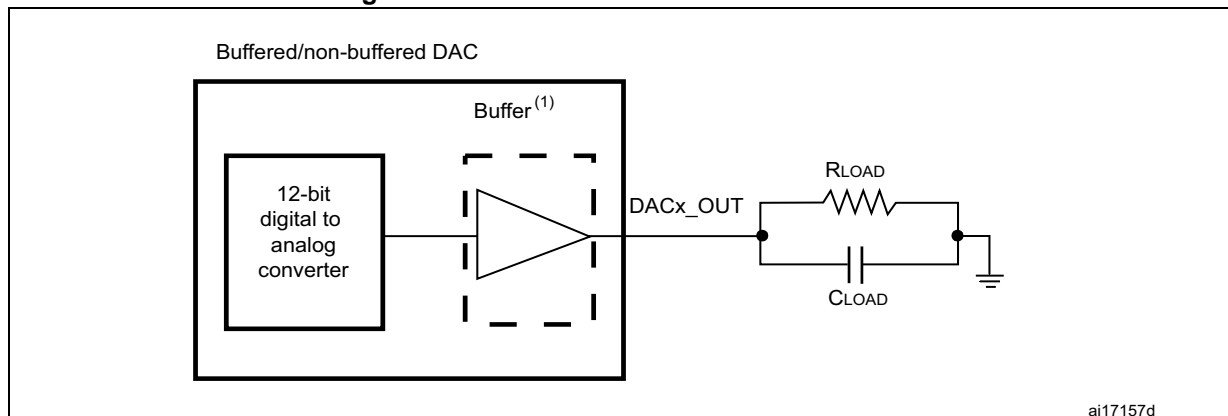 Buffered/non-buffered DAC
Buffer(1)
12-bit
digital to
analog
converter
DACx_OUT
RLOAD
CLOAD
ai17157d